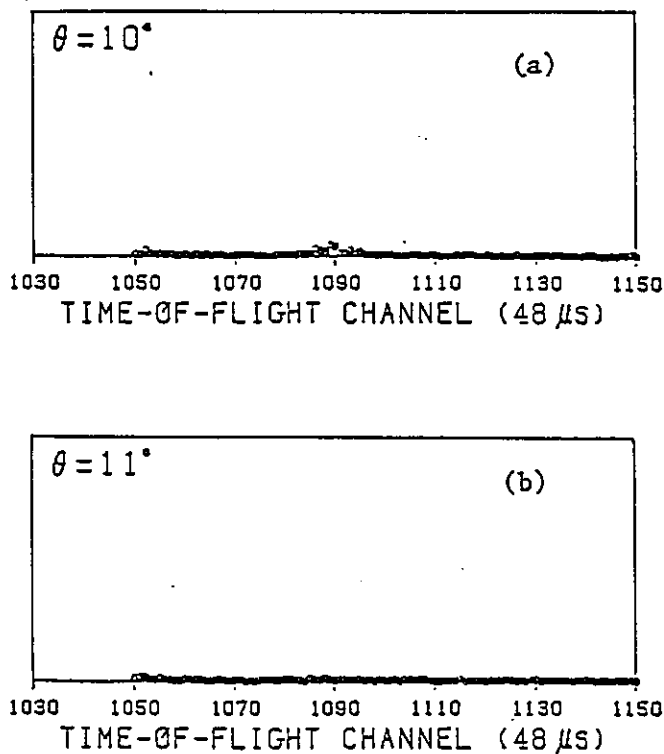 θ=10°
(a)
1030 1050 1070 1090 1110 1130 1150
TIME-OF-FLIGHT CHANNEL (48 μs)
θ=11°
(b)
1030 1050 1070 1090 1110 1130 1150
TIME-OF-FLIGHT CHANNEL (48 μs)